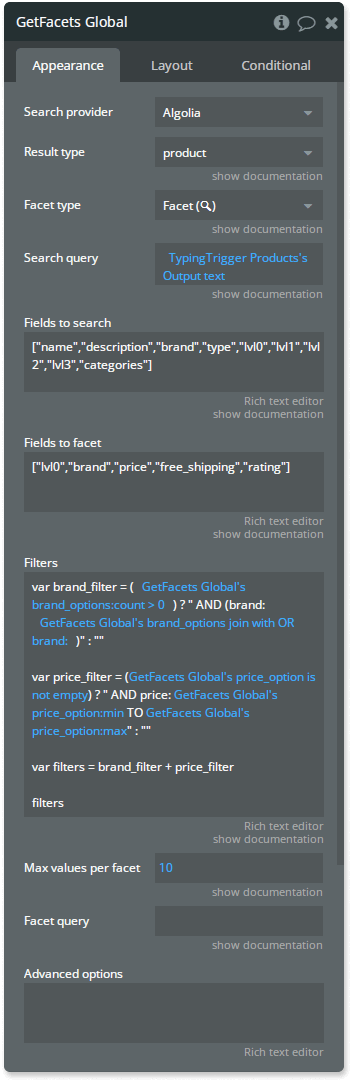 GetFacets Global
Appearance
Layout
Conditional
Search provider
Algolia
Result type
product
show documentation
Facet type
Facet (🔍)
show documentation
Search query
TypingTrigger Products's
Output text
show documentation
Fields to search
["name","description","brand","type","lvl0","lvl1","lvl
2","lvl3","categories"]
Rich text editor
show documentation
Fields to facet
["lvl0","brand","price","free_shipping","rating"]
Rich text editor
show documentation
Filters
var brand_filter = ( GetFacets Global's
brand_options:count > 0 ) ? " AND (brand:
GetFacets Global's brand_options join with OR
brand: )" : ""
var price_filter = (GetFacets Global's price_option is
not empty) ? " AND price: GetFacets Global's
price_option:min TO GetFacets Global's
price_option:max" : ""
var filters = brand_filter + price_filter
filters
Rich text editor
show documentation
Max values per facet
10
show documentation
Facet query
show documentation
Advanced options
Rich text editor